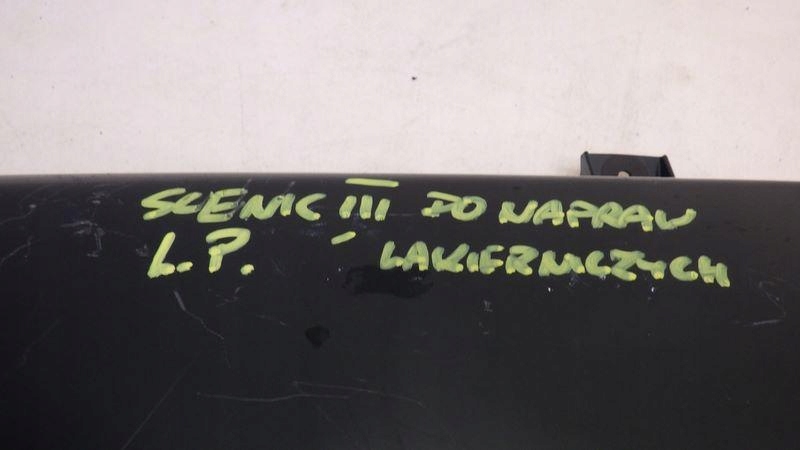 SCENIC III DO NAPRAW
L.P. LAKIERNICZYCH